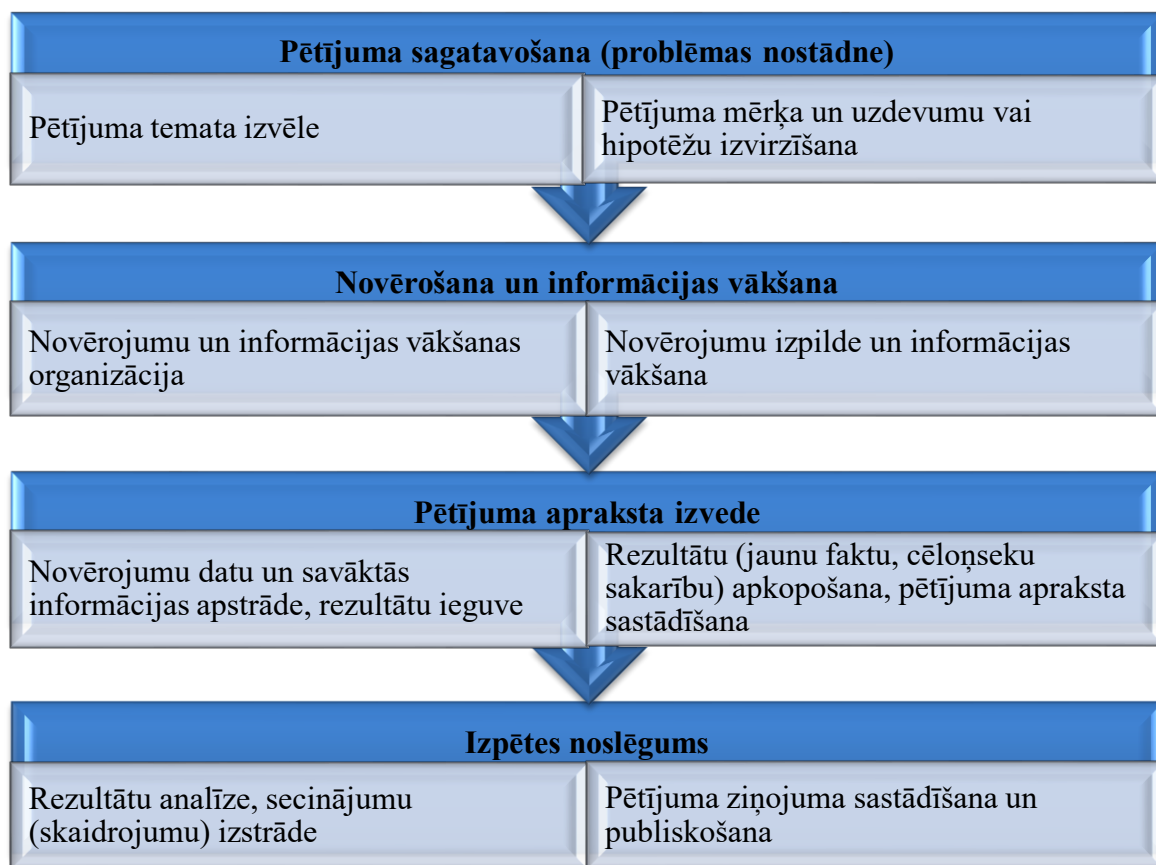 Pētījuma sagatavošana (problēmas nostādne)
Pētījuma temata izvēle
Pētījuma mērķa un uzdevumu vai
hipotēžu izvirzīšana
Novērošana un informācijas vākšana
Novērojumu un informācijas vākšanas
organizācija
Novērojumu izpilde un informācijas
vākšana
Pētījuma apraksta izvede
Novērojumu datu un savāktās
informācijas apstrāde, rezultātu ieguve
Rezultātu (jaunu faktu, cēloņseku
sakarību) apkopošana, pētījuma apraksta
sastādīšana
Izpētes noslēgums
Rezultātu analīze, secinājumu
(skaidrojumu) izstrāde
Pētījuma ziņojuma sastādīšana un
publiskošana